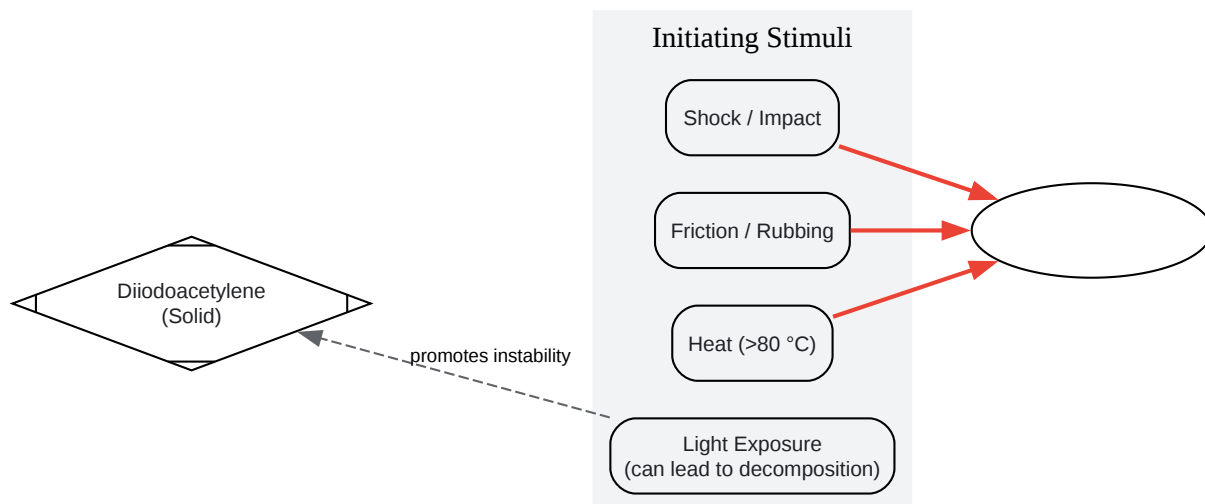 Initiating Stimuli
Shock / Impact
Friction / Rubbing
Diiodoacetylene
(Solid)
Heat (>80 °C)
promotes instability
Light Exposure
(can lead to decomposition)